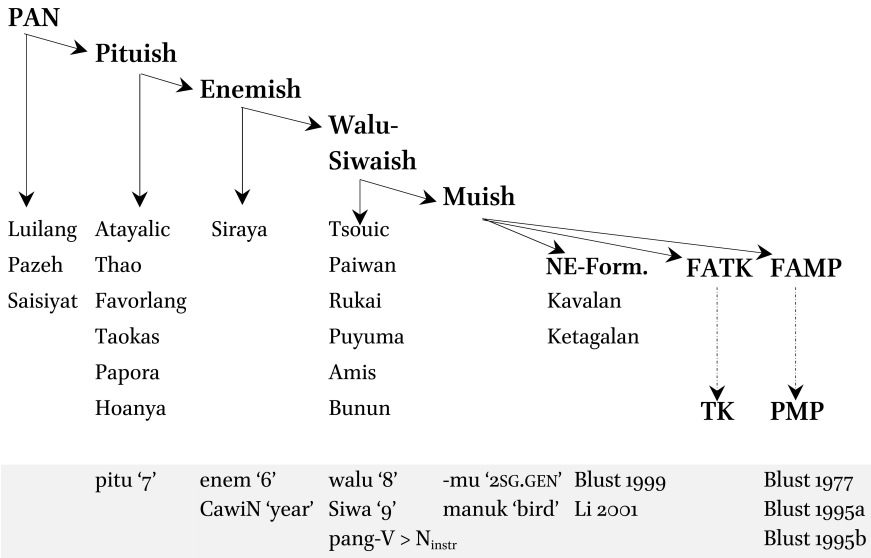 PAN
Pituish
Enemish
Walu-
Siwaish
Muish
Luilang Atayalic Siraya Tsouic
Pazeh Thao Paiwan NE-Form. FATK FAMP
Saisiyat Favorlang Rukai Kavalan
Taokas Puyuma Ketagalan
Papora Amis
Hoanya Bunun TK PMP
pitu ‘7’ enem ‘6’ walu ‘8’ -mu ‘2SG.GEN’ Blust 1999 Blust 1977
CawiN ‘year’ Siwa ‘9’ manuk ‘bird’ Li 2001 Blust 1995a
pang-V > Ninstr Blust 1995b